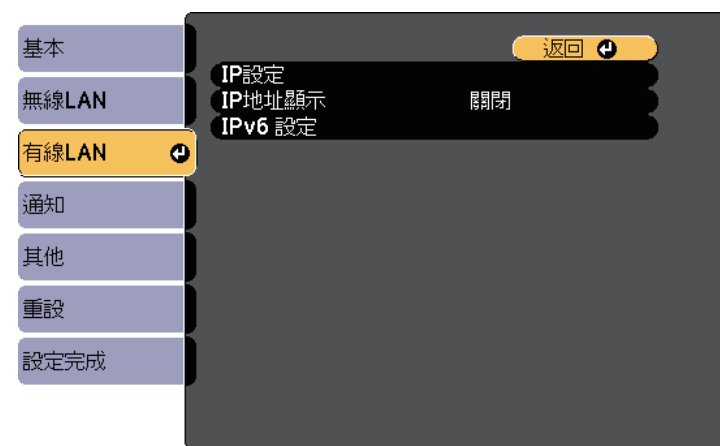 基本
無線LAN
有線LAN
通知
其他
重設
設定完成
返回
IP設定
IP地址顯示 關閉
IPv6 設定